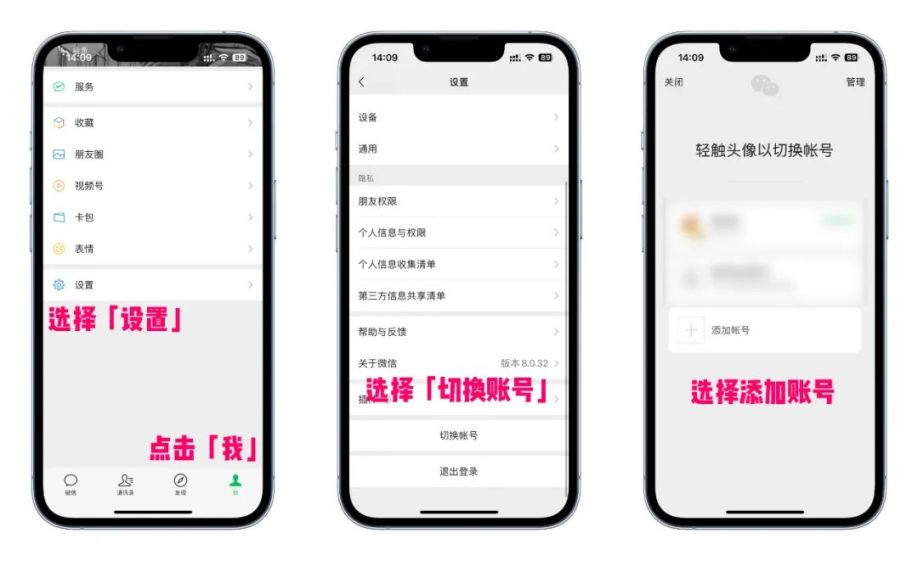 14:09
89
服务
收藏
朋友圈
视频号
卡包
表情
设置
选择「设置」
点击「我」
微信
通讯录
发现
我
14:09
89
设置
设备
通用
隐私
朋友权限
个人信息与权限
个人信息收集清单
第三方信息共享清单
帮助与反馈
关于微信
版本 8.0.32
选择「切换账号」
插
切换帐号
退出登录
14:09
89
关闭
管理
轻触头像以切换帐号
添加帐号
选择添加账号